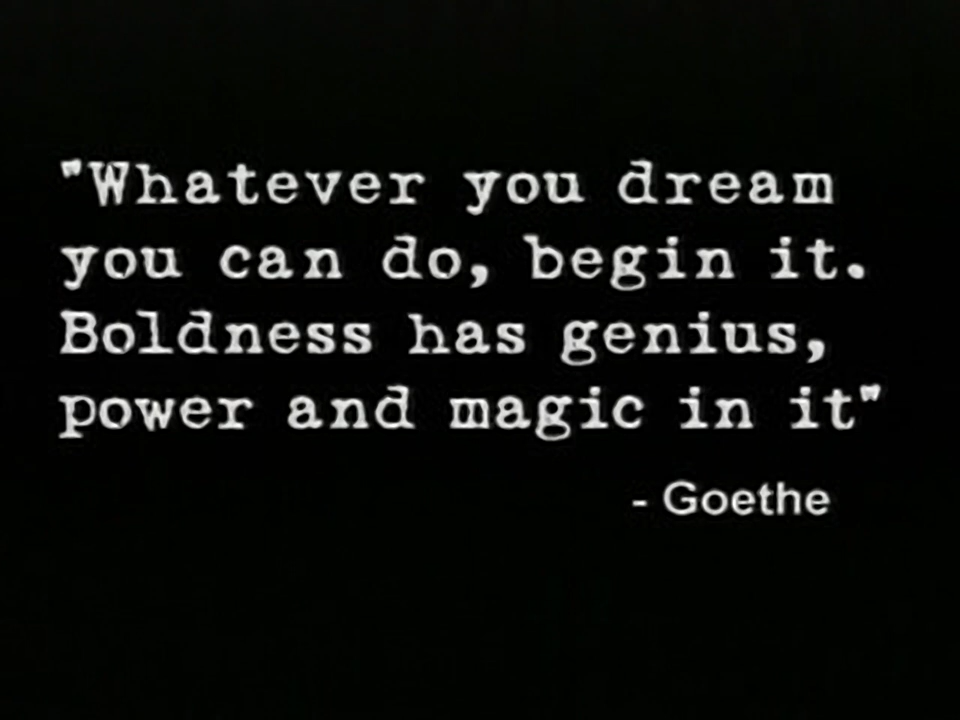 "Whatever you dream
you can do, begin it.
Boldness has genius,
power and magic in it"
- Goethe